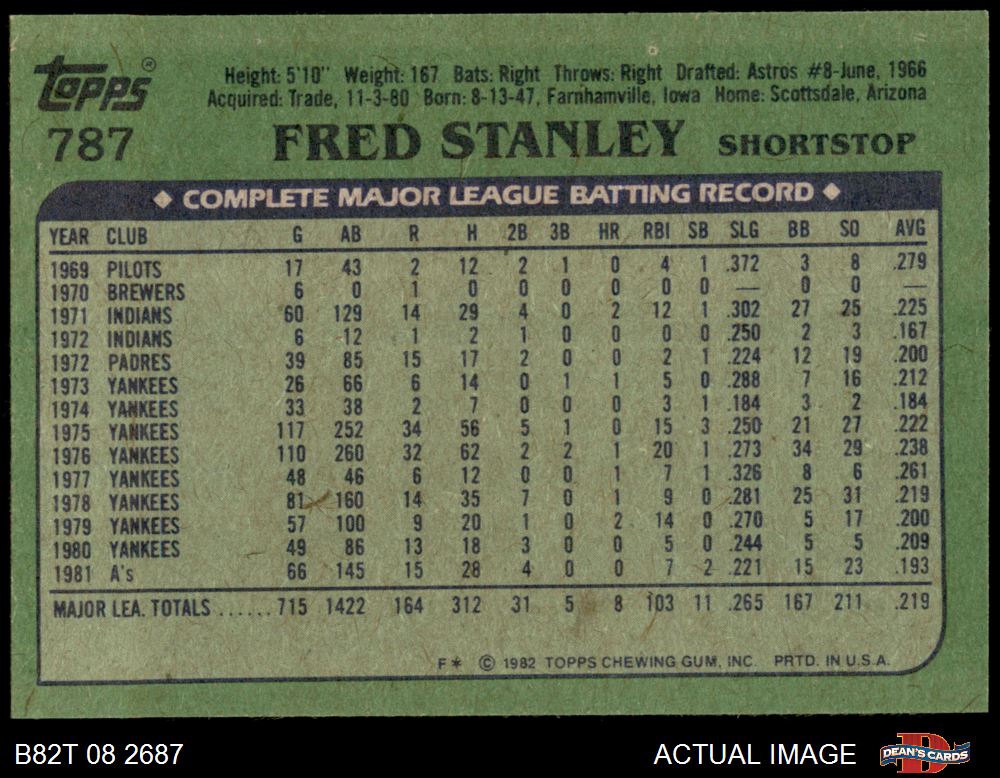 topps®
787
Height: 5'10" Weight: 167 Bats: Right Throws: Right Drafted: Astros #8-June, 1966
Acquired: Trade, 11-3-80 Born: 8-13-47, Farnhamville, Iowa Home: Scottsdale, Arizona
FRED STANLEY SHORTSTOP
◆ COMPLETE MAJOR LEAGUE BATTING RECORD ◆
YEAR CLUB G AB R H 2B 3B HR RBI SB SLG BB SO AVG
1969 PILOTS 17 43 2 12 2 1 0 4 1 .372 3 8 .279
1970 BREWERS 6 0 1 0 0 0 0 0 0 — 0 0 —
1971 INDIANS 60 129 14 29 4 0 2 12 1 .302 27 25 .225
1972 INDIANS 6 12 1 2 1 0 0 0 0 .250 2 3 .167
1972 PADRES 39 85 15 17 2 0 0 2 1 .224 12 19 .200
1973 YANKEES 26 66 6 14 0 1 1 5 0 .288 7 16 .212
1974 YANKEES 33 38 2 7 0 0 0 3 1 .184 3 2 .184
1975 YANKEES 117 252 34 56 5 1 0 15 3 .250 21 27 .222
1976 YANKEES 110 260 32 62 2 2 1 20 1 .273 34 29 .238
1977 YANKEES 48 46 6 12 0 0 1 7 1 .326 8 6 .261
1978 YANKEES 81 160 14 35 7 0 1 9 0 .281 25 31 .219
1979 YANKEES 57 100 9 20 1 0 2 14 0 .270 5 17 .200
1980 YANKEES 49 86 13 18 3 0 0 5 0 .244 5 5 .209
1981 A's 66 145 15 28 4 0 0 7 2 .221 15 23 .193
MAJOR LEA. TOTALS ......715 1422 164 312 31 5 8 103 11 .265 167 211 .219
F* © 1982 TOPPS CHEWING GUM, INC. PRTD. IN U.S.A.
B82T 08 2687 ACTUAL IMAGE D DEAN'S CARDS